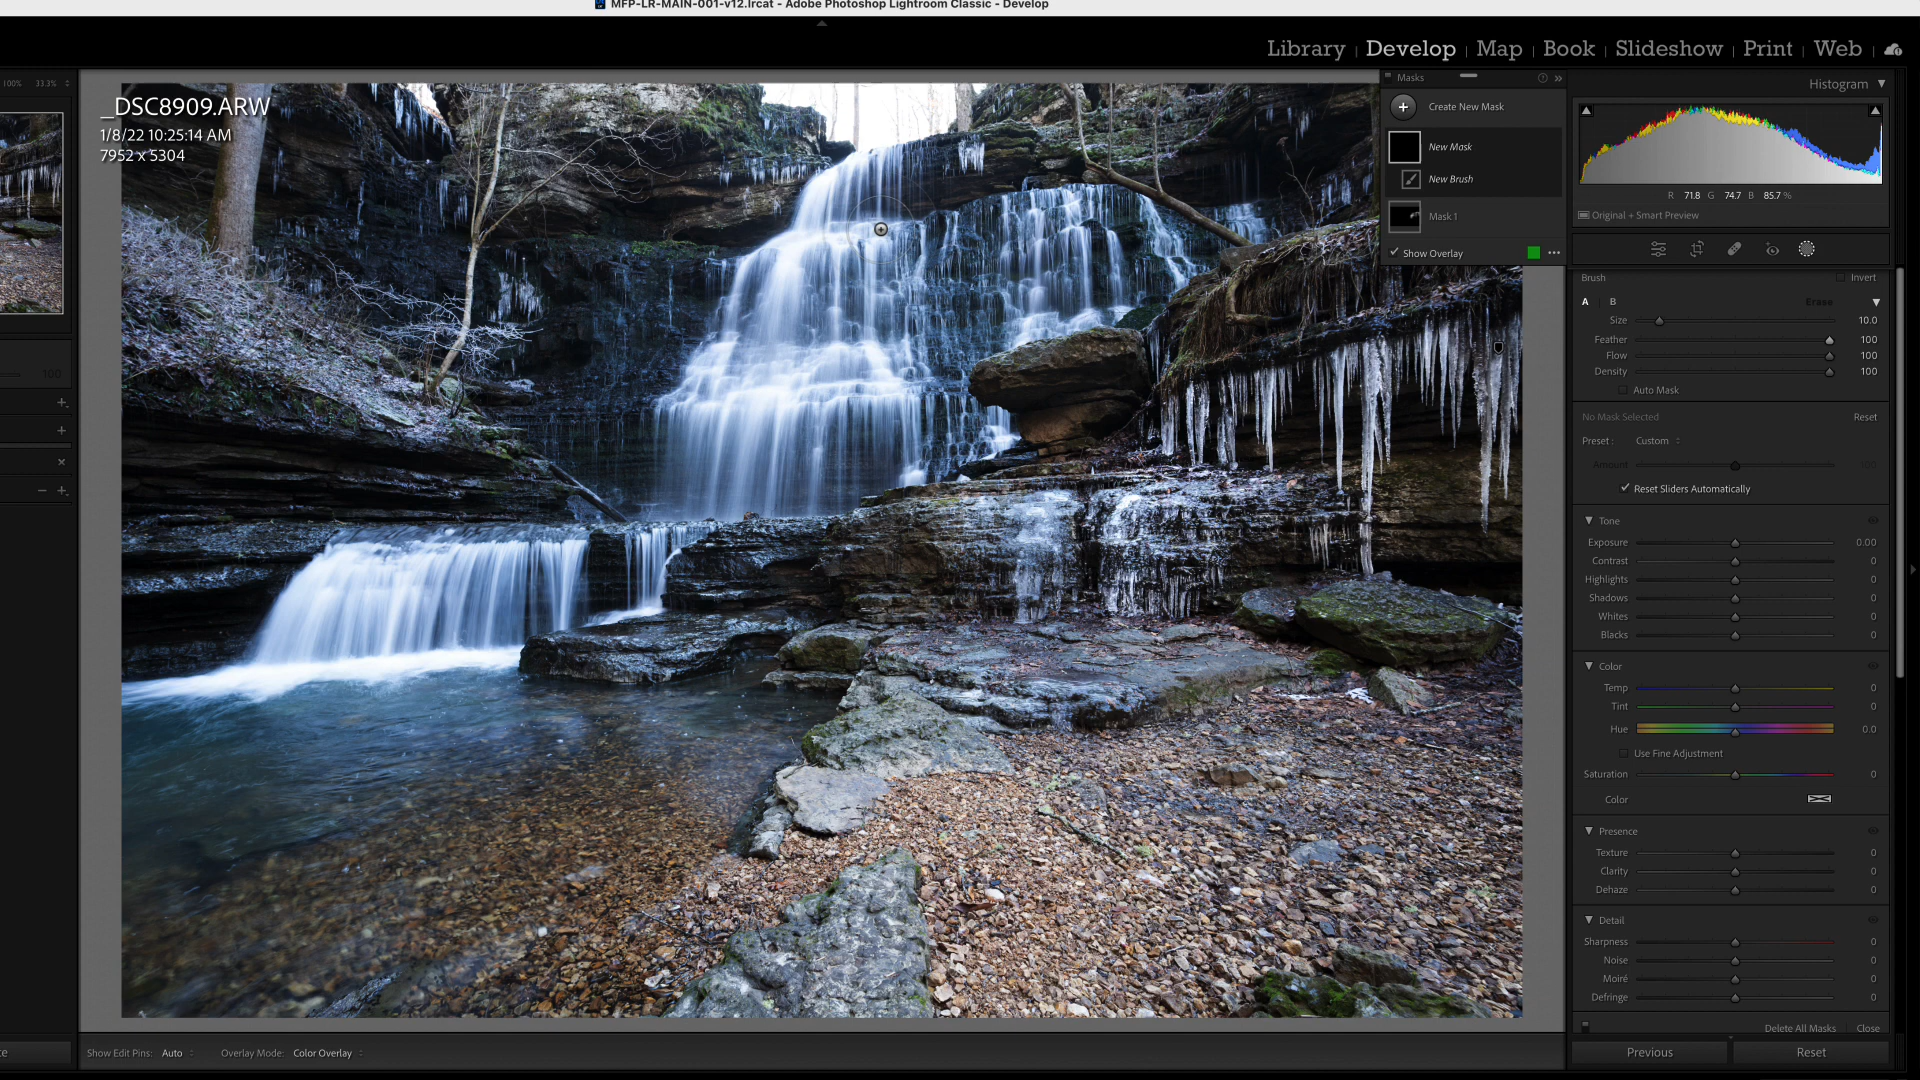 MFP-LR-MAIN-001-v12.lrcat - Adobe Photoshop Lightroom Classic - Develop
Library | Develop | Map | Book | Slideshow | Print | Web
100% 33.3%
_DSC8909.ARW
1/8/22 10:25:14 AM
7952 x 5304
100
Masks
Create New Mask
New Mask
New Brush
Mask 1
Show Overlay
Histogram
R 71.8 G 74.7 B 85.7 %
Original + Smart Preview
Brush Invert
A B Erase
Size 10.0
Feather 100
Flow 100
Density 100
Auto Mask
No Mask Selected Reset
Preset : Custom
Amount
Reset Sliders Automatically
Tone
Exposure 0.00
Contrast 0
Highlights 0
Shadows 0
Whites 0
Blacks 0
Color
Temp 0
Tint 0
Hue 0.0
Use Fine Adjustment
Saturation 0
Color
Presence
Texture 0
Clarity 0
Dehaze 0
Detail
Sharpness 0
Noise 0
Moiré 0
Defringe 0
Delete All Masks Close
Show Edit Pins: Auto Overlay Mode: Color Overlay
Previous Reset